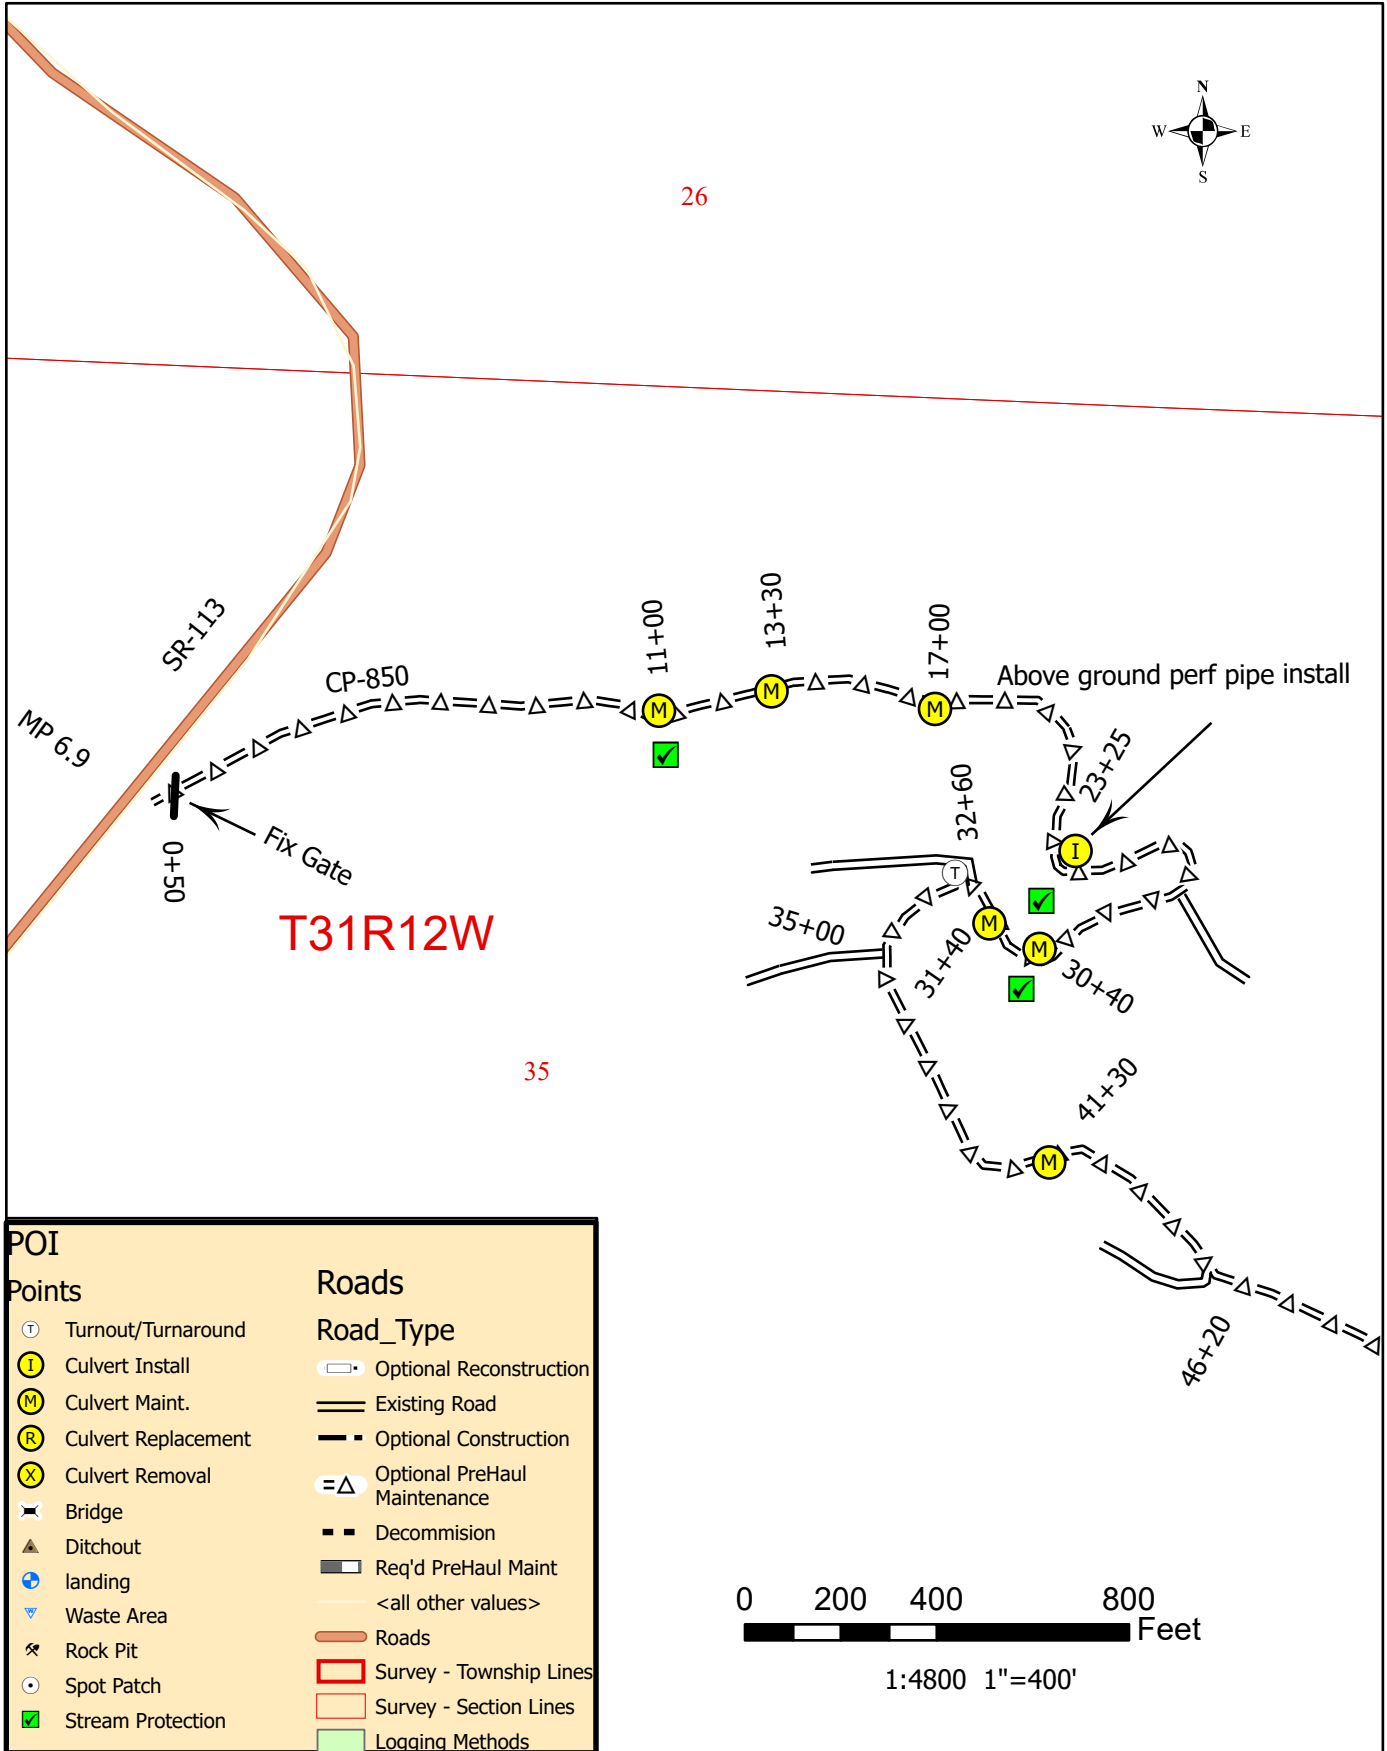 N
W
E
S
26
SR-113
MP 6.9
CP-850
11+00
13+30
17+00
Above ground perf pipe install
23+25
32+60
0+50
Fix Gate
T31R12W
35+00
31+40
30+40
35
41+30
46+20
POI
Points
T Turnout/Turnaround
I Culvert Install
M Culvert Maint.
R Culvert Replacement
X Culvert Removal
Bridge
Ditchout
landing
Waste Area
Rock Pit
Spot Patch
Stream Protection
Roads
Road_Type
Optional Reconstruction
Existing Road
Optional Construction
Optional PreHaul
Maintenance
Decommision
Req'd PreHaul Maint
<all other values>
Roads
Survey - Township Lines
Survey - Section Lines
Logging Methods
0 200 400 800
Feet
1:4800 1"=400'
M
M
M
I
T
M
M
M